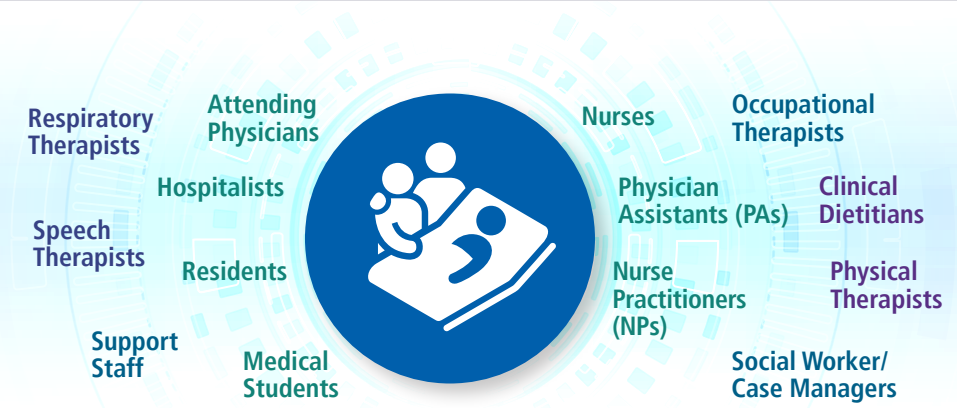 Respiratory
Therapists
Attending
Physicians
Nurses
Occupational
Therapists
Hospitalists
Physician
Assistants (PAs)
Clinical
Dietitians
Speech
Therapists
Residents
Nurse
Practitioners
(NPs)
Physical
Therapists
Support
Staff
Medical
Students
Social Worker/
Case Managers